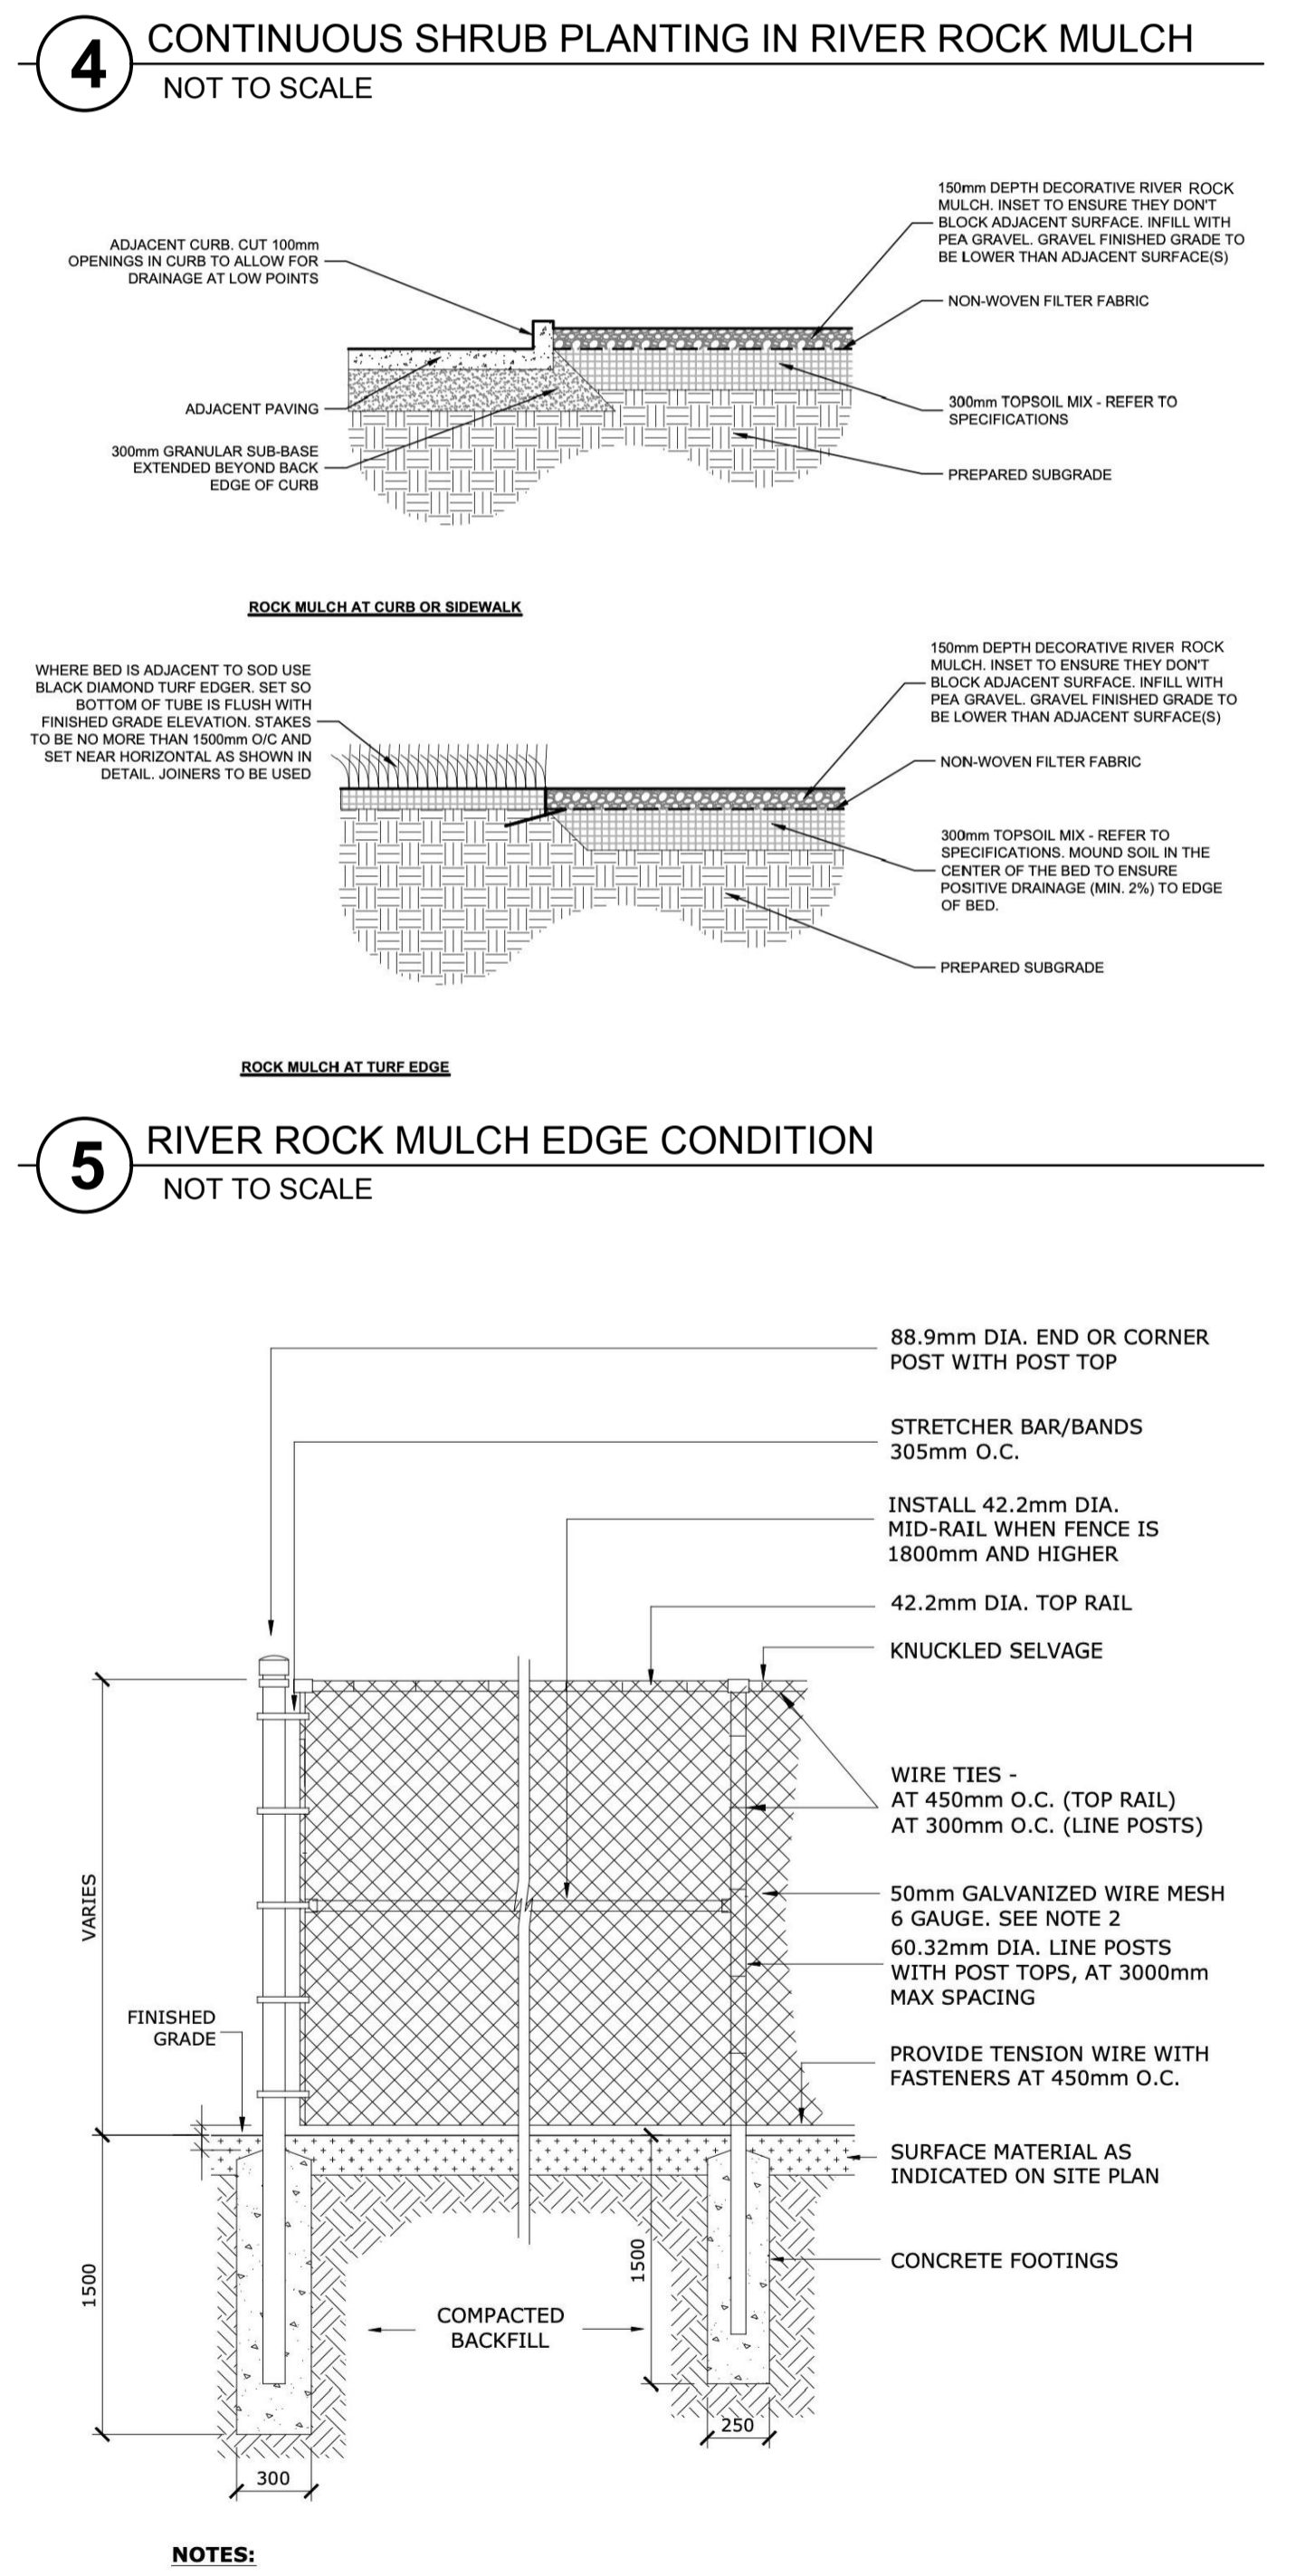 4
CONTINUOUS SHRUB PLANTING IN RIVER ROCK MULCH
NOT TO SCALE
ADJACENT CURB. CUT 100mm
OPENINGS IN CURB TO ALLOW FOR
DRAINAGE AT LOW POINTS
ADJACENT PAVING
300mm GRANULAR SUB-BASE
EXTENDED BEYOND BACK
EDGE OF CURB
150mm DEPTH DECORATIVE RIVER ROCK
MULCH. INSET TO ENSURE THEY DON'T
BLOCK ADJACENT SURFACE. INFILL WITH
PEA GRAVEL. GRAVEL FINISHED GRADE TO
BE LOWER THAN ADJACENT SURFACE(S)
NON-WOVEN FILTER FABRIC
300mm TOPSOIL MIX - REFER TO
SPECIFICATIONS
PREPARED SUBGRADE
ROCK MULCH AT CURB OR SIDEWALK
WHERE BED IS ADJACENT TO SOD USE
BLACK DIAMOND TURF EDGER. SET SO
BOTTOM OF TUBE IS FLUSH WITH
FINISHED GRADE ELEVATION. STAKES
TO BE NO MORE THAN 1500mm O/C AND
SET NEAR HORIZONTAL AS SHOWN IN
DETAIL. JOINERS TO BE USED
150mm DEPTH DECORATIVE RIVER ROCK
MULCH. INSET TO ENSURE THEY DON'T
BLOCK ADJACENT SURFACE. INFILL WITH
PEA GRAVEL. GRAVEL FINISHED GRADE TO
BE LOWER THAN ADJACENT SURFACE(S)
NON-WOVEN FILTER FABRIC
300mm TOPSOIL MIX - REFER TO
SPECIFICATIONS. MOUND SOIL IN THE
CENTER OF THE BED TO ENSURE
POSITIVE DRAINAGE (MIN. 2%) TO EDGE
OF BED.
PREPARED SUBGRADE
ROCK MULCH AT TURF EDGE
5
RIVER ROCK MULCH EDGE CONDITION
NOT TO SCALE
88.9mm DIA. END OR CORNER
POST WITH POST TOP
STRETCHER BAR/BANDS
305mm O.C.
INSTALL 42.2mm DIA.
MID-RAIL WHEN FENCE IS
1800mm AND HIGHER
42.2mm DIA. TOP RAIL
KNUCKLED SELVAGE
WIRE TIES -
AT 450mm O.C. (TOP RAIL)
AT 300mm O.C. (LINE POSTS)
50mm GALVANIZED WIRE MESH
6 GAUGE. SEE NOTE 2
60.32mm DIA. LINE POSTS
WITH POST TOPS, AT 3000mm
MAX SPACING
PROVIDE TENSION WIRE WITH
FASTENERS AT 450mm O.C.
SURFACE MATERIAL AS
INDICATED ON SITE PLAN
CONCRETE FOOTINGS
VARIES
FINISHED
GRADE
1500
1500
COMPACTED
BACKFILL
250
300
NOTES: